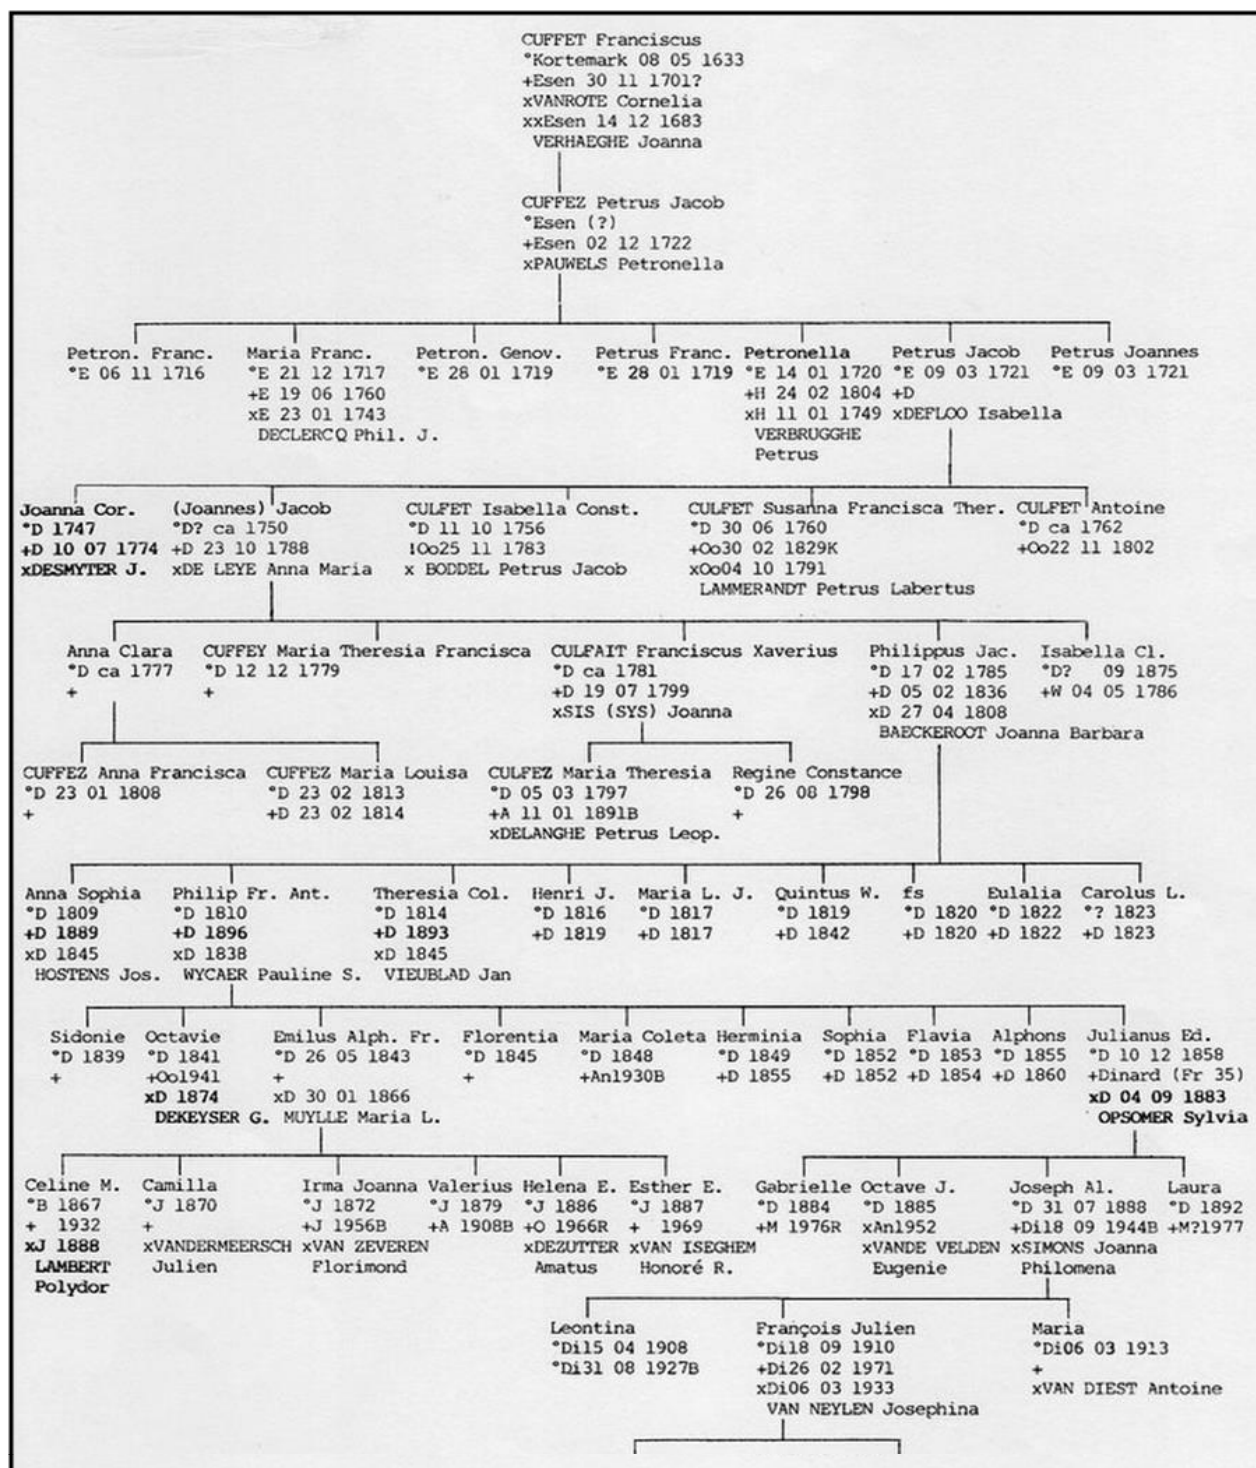 CUFFET Franciscus
°Kortemark 08 05 1633
+Esen 30 11 1701?
xVANROTE Cornelia
xxEsen 14 12 1683
VERHAEGHE Joanna
CUFFEZ Petrus Jacob
°Esen (?)
+Esen 02 12 1722
xPAUWELS Petronella
Petron. Franc.
°E 06 11 1716
Maria Franc.
°E 21 12 1717
+E 19 06 1760
xE 23 01 1743
DECLERCQ Phil. J.
Petron. Genov.
°E 28 01 1719
Petrus Franc.
°E 28 01 1719
Petronella
°E 14 01 1720
+H 24 02 1804
xH 11 01 1749
VERBRUGGHE
Petrus
Petrus Jacob
°E 09 03 1721
+D
xDEFLOO Isabella
Petrus Joannes
°E 09 03 1721
Joanna Cor.
°D 1747
+D 10 07 1774
xDESMYTER J.
(Joannes) Jacob
°D? ca 1750
+D 23 10 1788
xDE LEYE Anna Maria
CULFET Isabella Const.
°D 11 10 1756
!Oo25 11 1783
x BODDEL Petrus Jacob
CULFET Susanna Francisca Ther.
°D 30 06 1760
+Oo30 02 1829K
xOo04 10 1791
LAMMERANDT Petrus Labertus
CULFET Antoine
°D ca 1762
+Oo22 11 1802
Anna Clara
°D ca 1777
+
CUFFEY Maria Theresia Francisca
°D 12 12 1779
+
CULFAIT Franciscus Xaverius
°D ca 1781
+D 19 07 1799
xSIS (SYS) Joanna
Philippus Jac.
°D 17 02 1785
+D 05 02 1836
xD 27 04 1808
BAECKEROOT Joanna Barbara
Isabella Cl.
°D? 09 1875
+W 04 05 1786
CUFFEZ Anna Francisca
°D 23 01 1808
+
CUFFEZ Maria Louisa
°D 23 02 1813
+D 23 02 1814
CULFEZ Maria Theresia
°D 05 03 1797
+A 11 01 1891B
xDELANGHE Petrus Leop.
Regine Constance
°D 26 08 1798
+
Anna Sophia
°D 1809
+D 1889
xD 1845
HOSTENS Jos.
Philip Fr. Ant.
°D 1810
+D 1896
xD 1838
WYCAER Pauline S.
Theresia Col.
°D 1814
+D 1893
xD 1845
VIEUBLAD Jan
Henri J.
°D 1816
+D 1819
Maria L. J.
°D 1817
+D 1817
Quintus W.
°D 1819
+D 1842
fs
°D 1820
+D 1820
Eulalia
°D 1822
+D 1822
Carolus L.
°? 1823
+D 1823
Sidonie
°D 1839
+
Octavie
°D 1841
+Oo1941
xD 1874
DEKEYSER G.
Emilus Alph. Fr.
°D 26 05 1843
+
xD 30 01 1866
MUYLLE Maria L.
Florentia
°D 1845
+
Maria Coleta
°D 1848
+An1930B
Herminia
°D 1849
+D 1855
Sophia
°D 1852
+D 1852
Flavia
°D 1853
+D 1854
Alphons
°D 1855
+D 1860
Julianus Ed.
°D 10 12 1858
+Dinard (Fr 35)
xD 04 09 1883
OPSOMER Sylvia
Celine M.
°B 1867
+ 1932
xJ 1888
LAMBERT
Polydor
Camilla
°J 1870
+
xVANDERMEERSCH
Julien
Irma Joanna
°J 1872
+J 1956B
xVAN ZEVEREN
Florimond
Valerius
°J 1879
+A 1908B
Helena E.
°J 1886
+O 1966R
xDEZUTTER
Amatus
Esther E.
°J 1887
+ 1969
xVAN ISEGHEM
Honoré R.
Gabrielle
°D 1884
+M 1976R
Octave J.
°D 1885
xAn1952
xVANDE VELDEN
Eugenie
Joseph Al.
°D 31 07 1888
+Di18 09 1944B
xSIMONS Joanna
Philomena
Laura
°D 1892
+M?1977
Leontina
°Di15 04 1908
°Di31 08 1927B
François Julien
°Di18 09 1910
+Di26 02 1971
xDi06 03 1933
VAN NEYLEN Josephina
Maria
°Di06 03 1913
+
xVAN DIEST Antoine